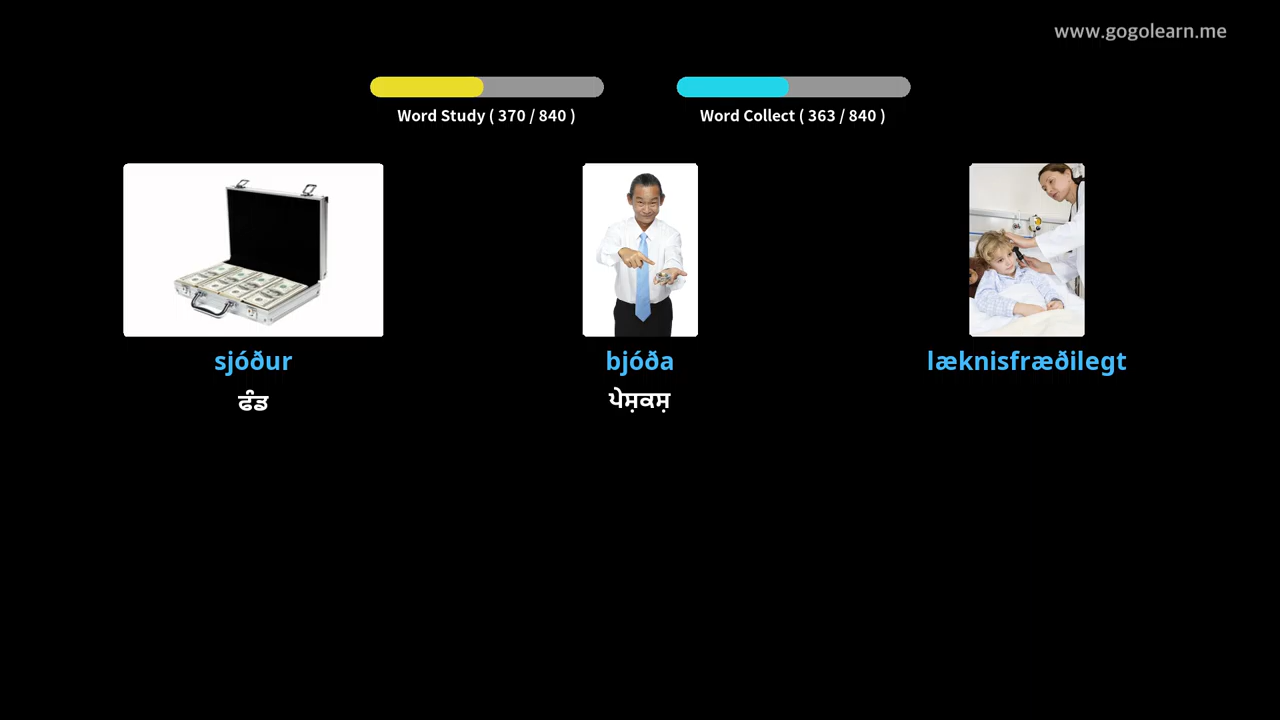 www.gogolearn.me
Word Study ( 370 / 840 )
Word Collect ( 363 / 840 )
sjóður
bjóða
læknisfræðilegt
ਫੰਡ
ਪੇਸ਼ਕਸ਼